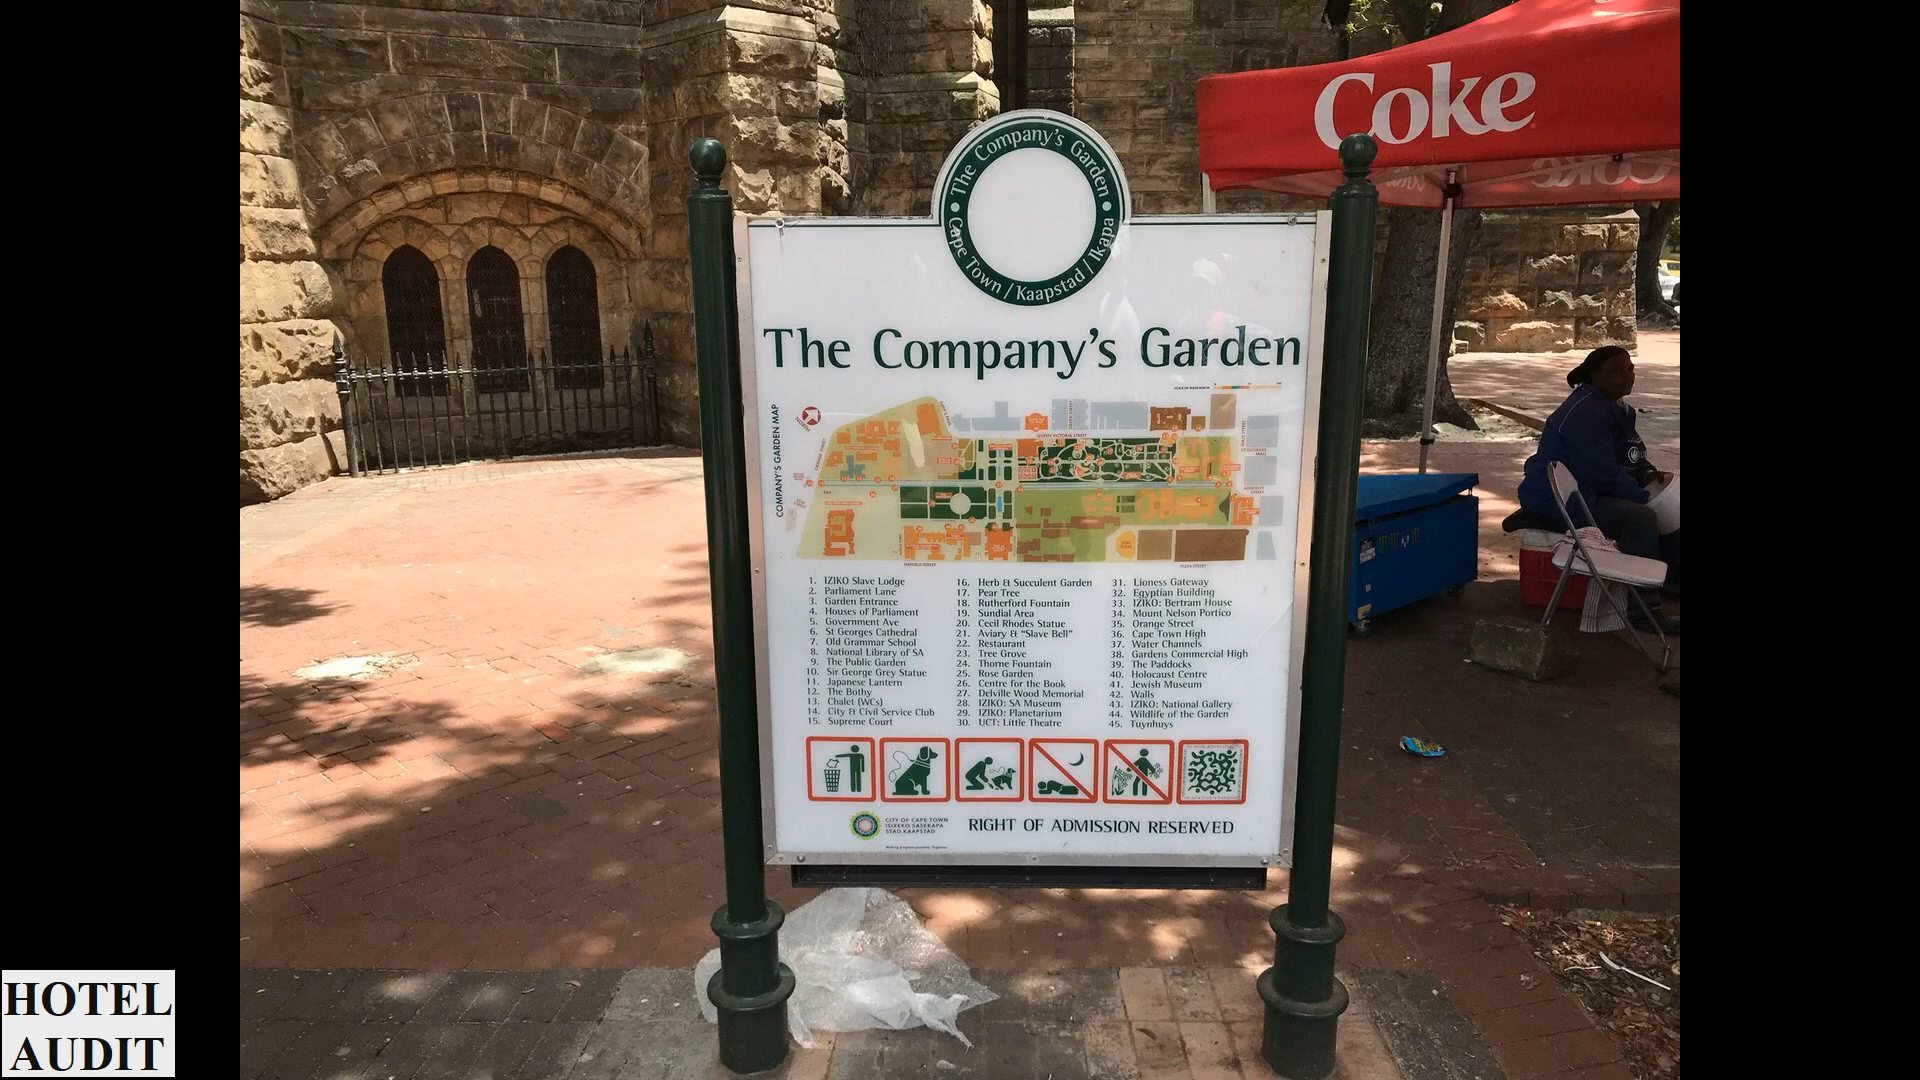 Coke
The Company's Garden
Cape Town / Kaapstad / Ikapa
The Company's Garden
COMPANY'S GARDEN MAP
NORTH
QUEEN VICTORIA STREET
HATFIELD STREET
PLEIN STREET
1. IZIKO Slave Lodge
2. Parliament Lane
3. Garden Entrance
4. Houses of Parliament
5. Government Ave
6. St Georges Cathedral
7. Old Grammar School
8. National Library of SA
9. The Public Garden
10. Sir George Grey Statue
11. Japanese Lantern
12. The Bothy
13. Chalet (WCs)
14. City & Civil Service Club
15. Supreme Court
16. Herb & Succulent Garden
17. Pear Tree
18. Rutherford Fountain
19. Sundial Area
20. Cecil Rhodes Statue
21. Aviary & "Slave Bell"
22. Restaurant
23. Tree Grove
24. Thorne Fountain
25. Rose Garden
26. Centre for the Book
27. Delville Wood Memorial
28. IZIKO: SA Museum
29. IZIKO: Planetarium
30. UCT: Little Theatre
31. Lioness Gateway
32. Egyptian Building
33. IZIKO: Bertram House
34. Mount Nelson Portico
35. Orange Street
36. Cape Town High
37. Water Channels
38. Gardens Commercial High
39. The Paddocks
40. Holocaust Centre
41. Jewish Museum
42. Walls
43. IZIKO: National Gallery
44. Wildlife of the Garden
45. Tuynhuys
CITY OF CAPE TOWN
ISIXEKO SASEKAPA
STAD KAAPSTAD
RIGHT OF ADMISSION RESERVED
HOTEL
AUDIT